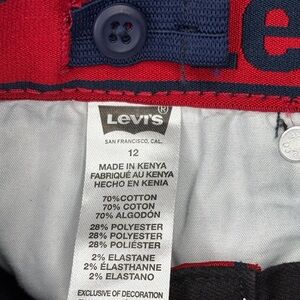 le
LEVI'S
®
SAN FRANCISCO, CAL.
12
MADE IN KENYA
FABRIQUÉ AU KENYA
HECHO EN KENIA
70%COTTON
70% COTON
70% ALGODÓN
28% POLYESTER
28% POLYESTER
28% POLIÉSTER
2% ELASTANE
2% ÉLASTHANNE
2% ELASTANO
EXCLUSIVE OF DECORATION